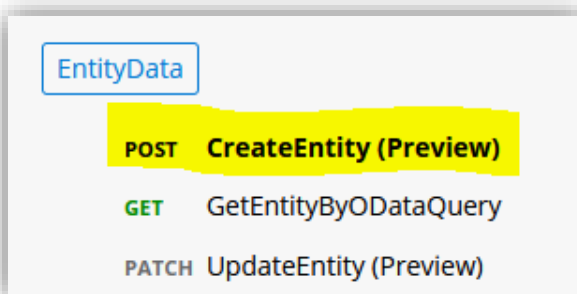 EntityData
POST CreateEntity (Preview)
GET GetEntityByODataQuery
PATCH UpdateEntity (Preview)